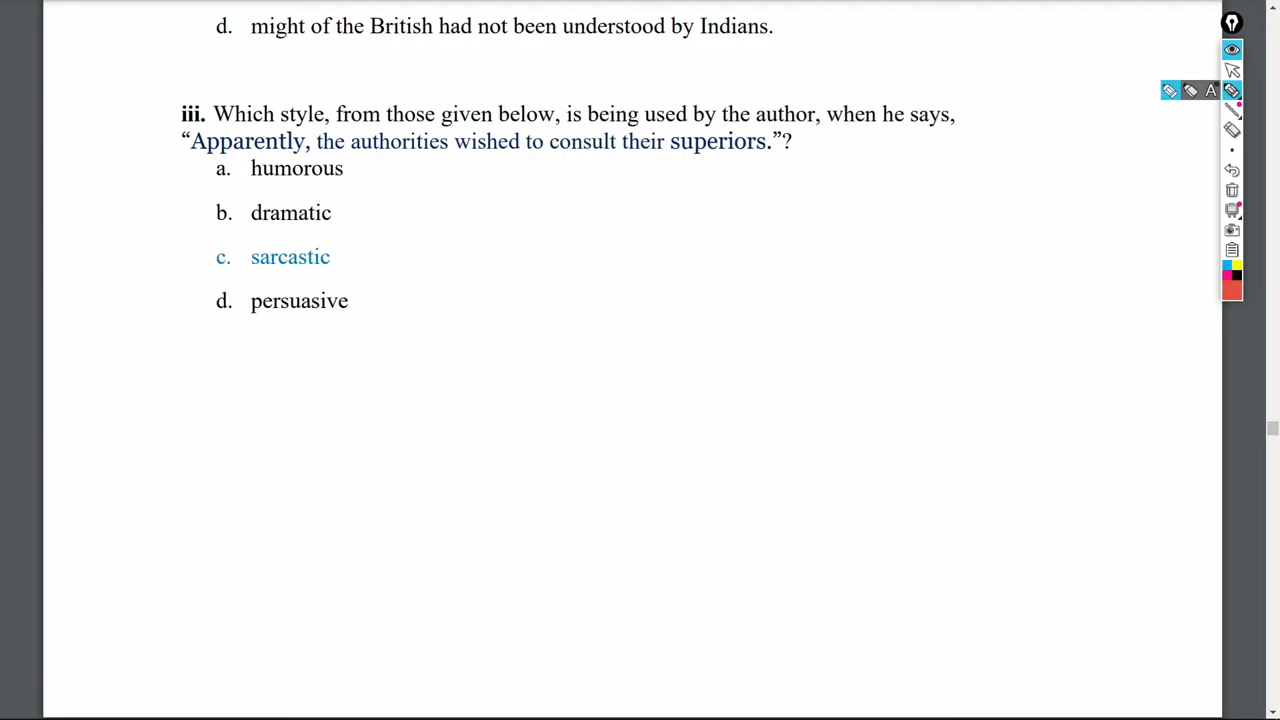 d. might of the British had not been understood by Indians.
iii. Which style, from those given below, is being used by the author, when he says,
“Apparently, the authorities wished to consult their superiors.”?
a. humorous
b. dramatic
c. sarcastic
d. persuasive
A